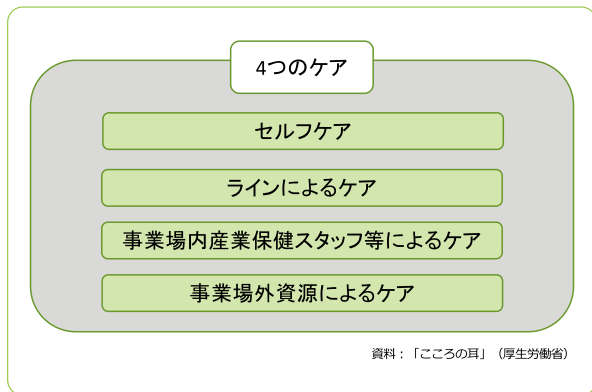 4つのケア
セルフケア
ラインによるケア
事業場内産業保健スタッフ等によるケア
事業場外資源によるケア
資料：「こころの耳」（厚生労働省）